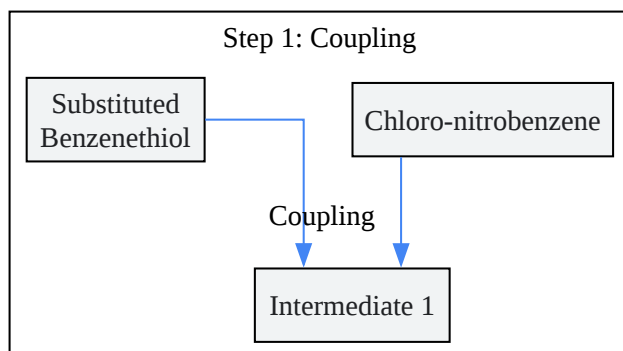 Step 1: Coupling
Substituted
Benzenethiol
Chloro-nitrobenzene
Coupling
Intermediate 1